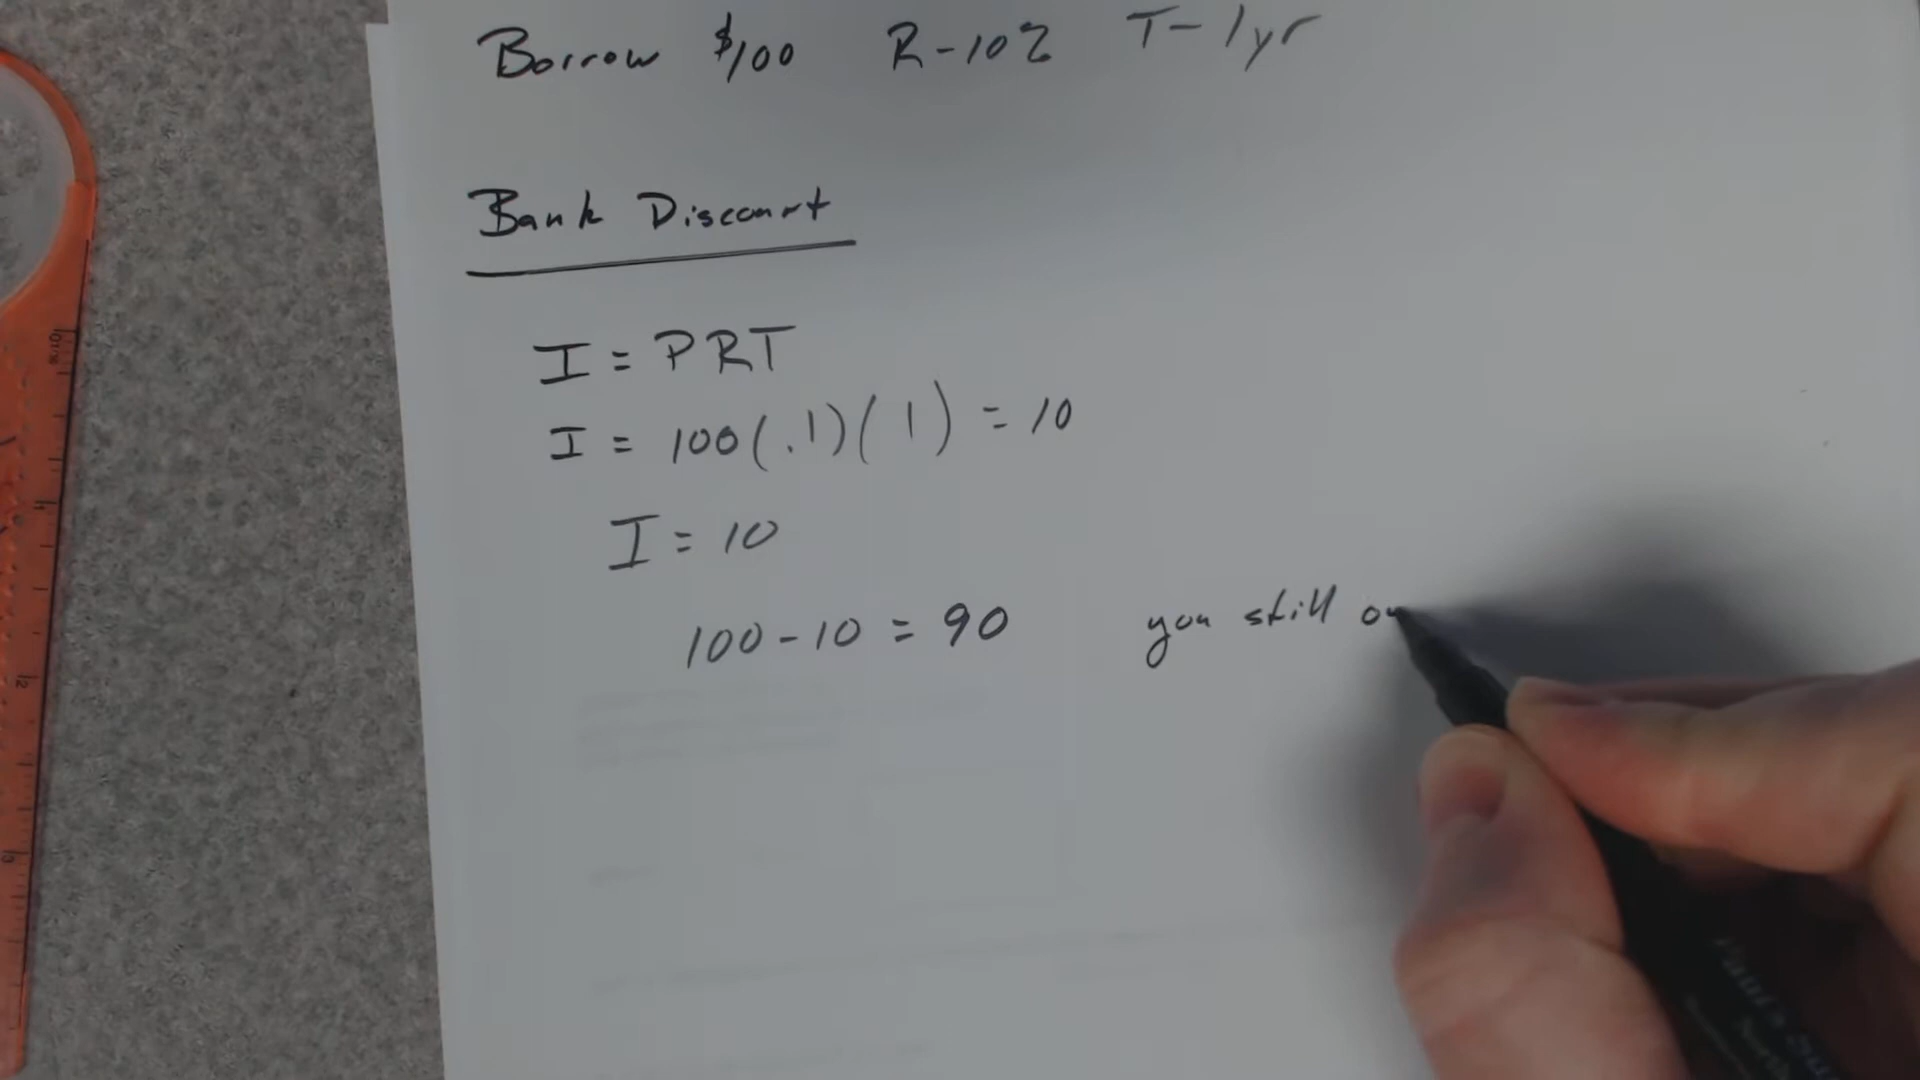 Borrow $100 R-10% T-1yr
Bank Discount
I = PRT
I = 100(.1)(1) = 10
I = 10
100-10 = 90 you still